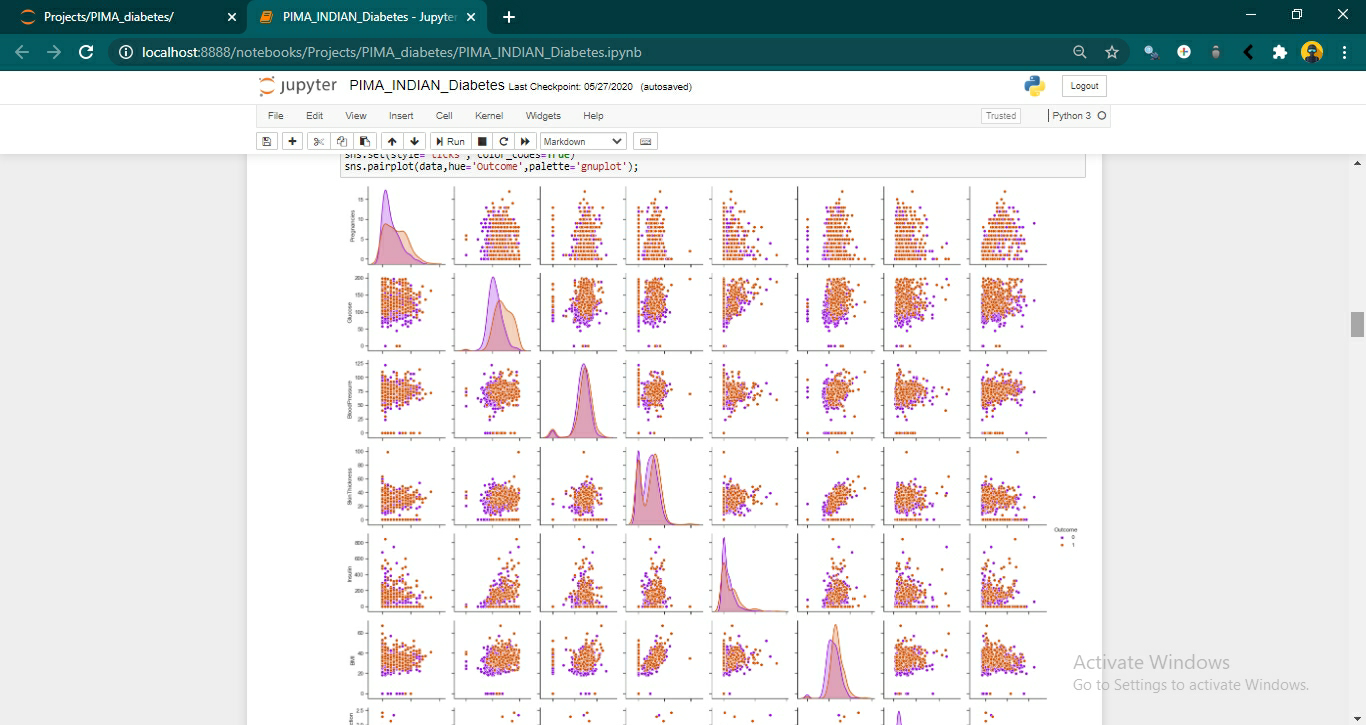 Projects/PIMA_diabetes/
PIMA_INDIAN_Diabetes - Jupyter
localhost:8888/notebooks/Projects/PIMA_diabetes/PIMA_INDIAN_Diabetes.ipynb
jupyter PIMA_INDIAN_Diabetes Last Checkpoint: 05/27/2020 (autosaved)
Logout
File Edit View Insert Cell Kernel Widgets Help
Trusted
Python 3
Run
Markdown
sns.set(style='ticks', color_codes=True)
sns.pairplot(data,hue='Outcome',palette='gnuplot');
Pregnancies
15
10
5
0
Glucose
200
150
100
50
0
BloodPressure
125
100
75
50
25
0
SkinThickness
100
80
60
40
20
0
Outcome
0
1
Insulin
800
600
400
200
0
BMI
60
40
20
0
2.5
Activate Windows
Go to Settings to activate Windows.